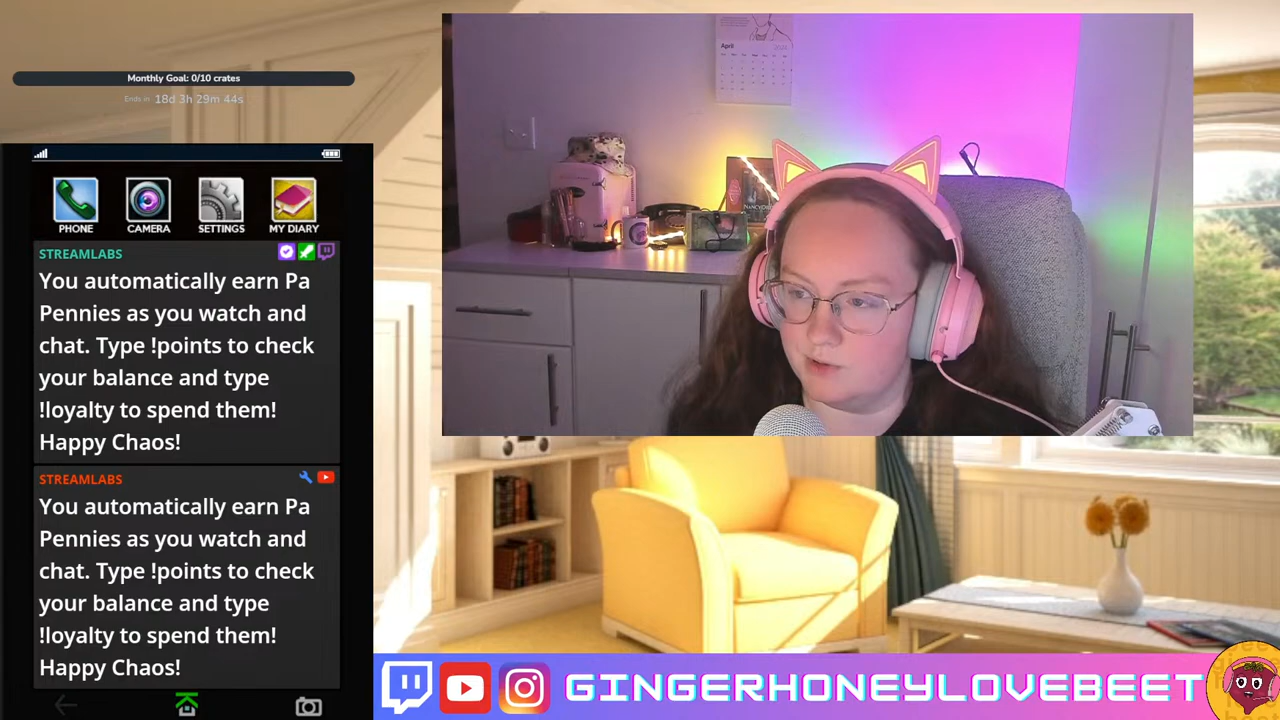 Monthly Goal: 0/10 crates
Ends in 18d 3h 29m 44s
PHONE
CAMERA
SETTINGS
MY DIARY
STREAMLABS
You automatically earn Pa
Pennies as you watch and
chat. Type !points to check
your balance and type
!loyalty to spend them!
Happy Chaos!
STREAMLABS
You automatically earn Pa
Pennies as you watch and
chat. Type !points to check
your balance and type
!loyalty to spend them!
Happy Chaos!
April
GINGERHONEYLOVEBEET